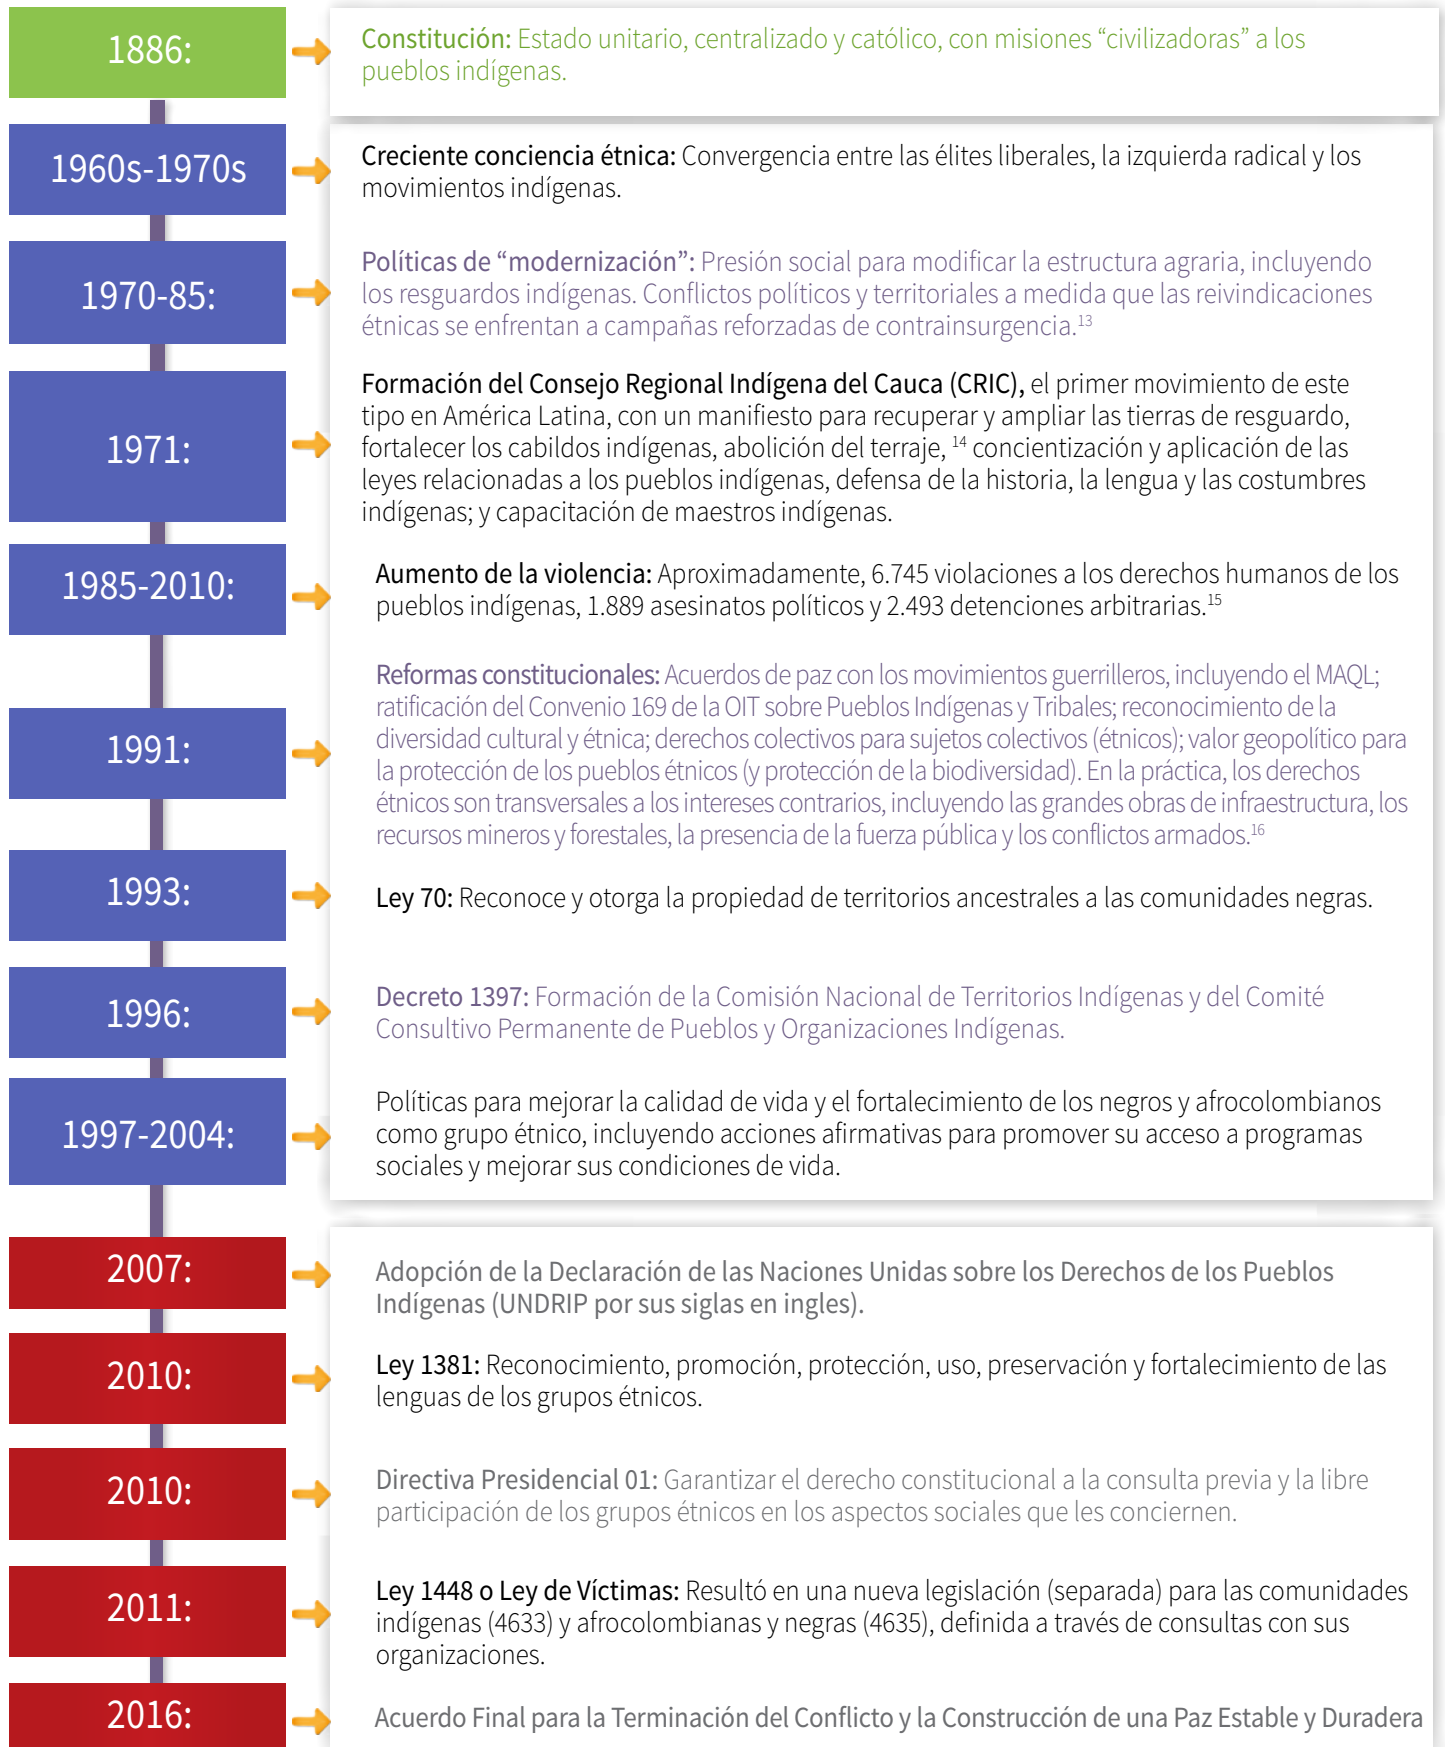 1886:
Constitución: Estado unitario, centralizado y católico, con misiones “civilizadoras” a los
pueblos indígenas.
1960s-1970s
Creciente conciencia étnica: Convergencia entre las élites liberales, la izquierda radical y los
movimientos indígenas.
1970-85:
Políticas de “modernización”: Presión social para modificar la estructura agraria, incluyendo
los resguardos indígenas. Conflictos políticos y territoriales a medida que las reivindicaciones
étnicas se enfrentan a campañas reforzadas de contrainsurgencia.13
1971:
Formación del Consejo Regional Indígena del Cauca (CRIC), el primer movimiento de este
tipo en América Latina, con un manifiesto para recuperar y ampliar las tierras de resguardo,
fortalecer los cabildos indígenas, abolición del terraje, 14 concientización y aplicación de las
leyes relacionadas a los pueblos indígenas, defensa de la historia, la lengua y las costumbres
indígenas; y capacitación de maestros indígenas.
1985-2010:
Aumento de la violencia: Aproximadamente, 6.745 violaciones a los derechos humanos de los
pueblos indígenas, 1.889 asesinatos políticos y 2.493 detenciones arbitrarias.15
1991:
Reformas constitucionales: Acuerdos de paz con los movimientos guerrilleros, incluyendo el MAQL;
ratificación del Convenio 169 de la OIT sobre Pueblos Indígenas y Tribales; reconocimiento de la
diversidad cultural y étnica; derechos colectivos para sujetos colectivos (étnicos); valor geopolítico para
la protección de los pueblos étnicos (y protección de la biodiversidad). En la práctica, los derechos
étnicos son transversales a los intereses contrarios, incluyendo las grandes obras de infraestructura, los
recursos mineros y forestales, la presencia de la fuerza pública y los conflictos armados.16
1993:
Ley 70: Reconoce y otorga la propiedad de territorios ancestrales a las comunidades negras.
1996:
Decreto 1397: Formación de la Comisión Nacional de Territorios Indígenas y del Comité
Consultivo Permanente de Pueblos y Organizaciones Indígenas.
1997-2004:
Políticas para mejorar la calidad de vida y el fortalecimiento de los negros y afrocolombianos
como grupo étnico, incluyendo acciones afirmativas para promover su acceso a programas
sociales y mejorar sus condiciones de vida.
2007:
Adopción de la Declaración de las Naciones Unidas sobre los Derechos de los Pueblos
Indígenas (UNDRIP por sus siglas en ingles).
2010:
Ley 1381: Reconocimiento, promoción, protección, uso, preservación y fortalecimiento de las
lenguas de los grupos étnicos.
2010:
Directiva Presidencial 01: Garantizar el derecho constitucional a la consulta previa y la libre
participación de los grupos étnicos en los aspectos sociales que les conciernen.
2011:
Ley 1448 o Ley de Víctimas: Resultó en una nueva legislación (separada) para las comunidades
indígenas (4633) y afrocolombianas y negras (4635), definida a través de consultas con sus
organizaciones.
2016:
Acuerdo Final para la Terminación del Conflicto y la Construcción de una Paz Estable y Duradera